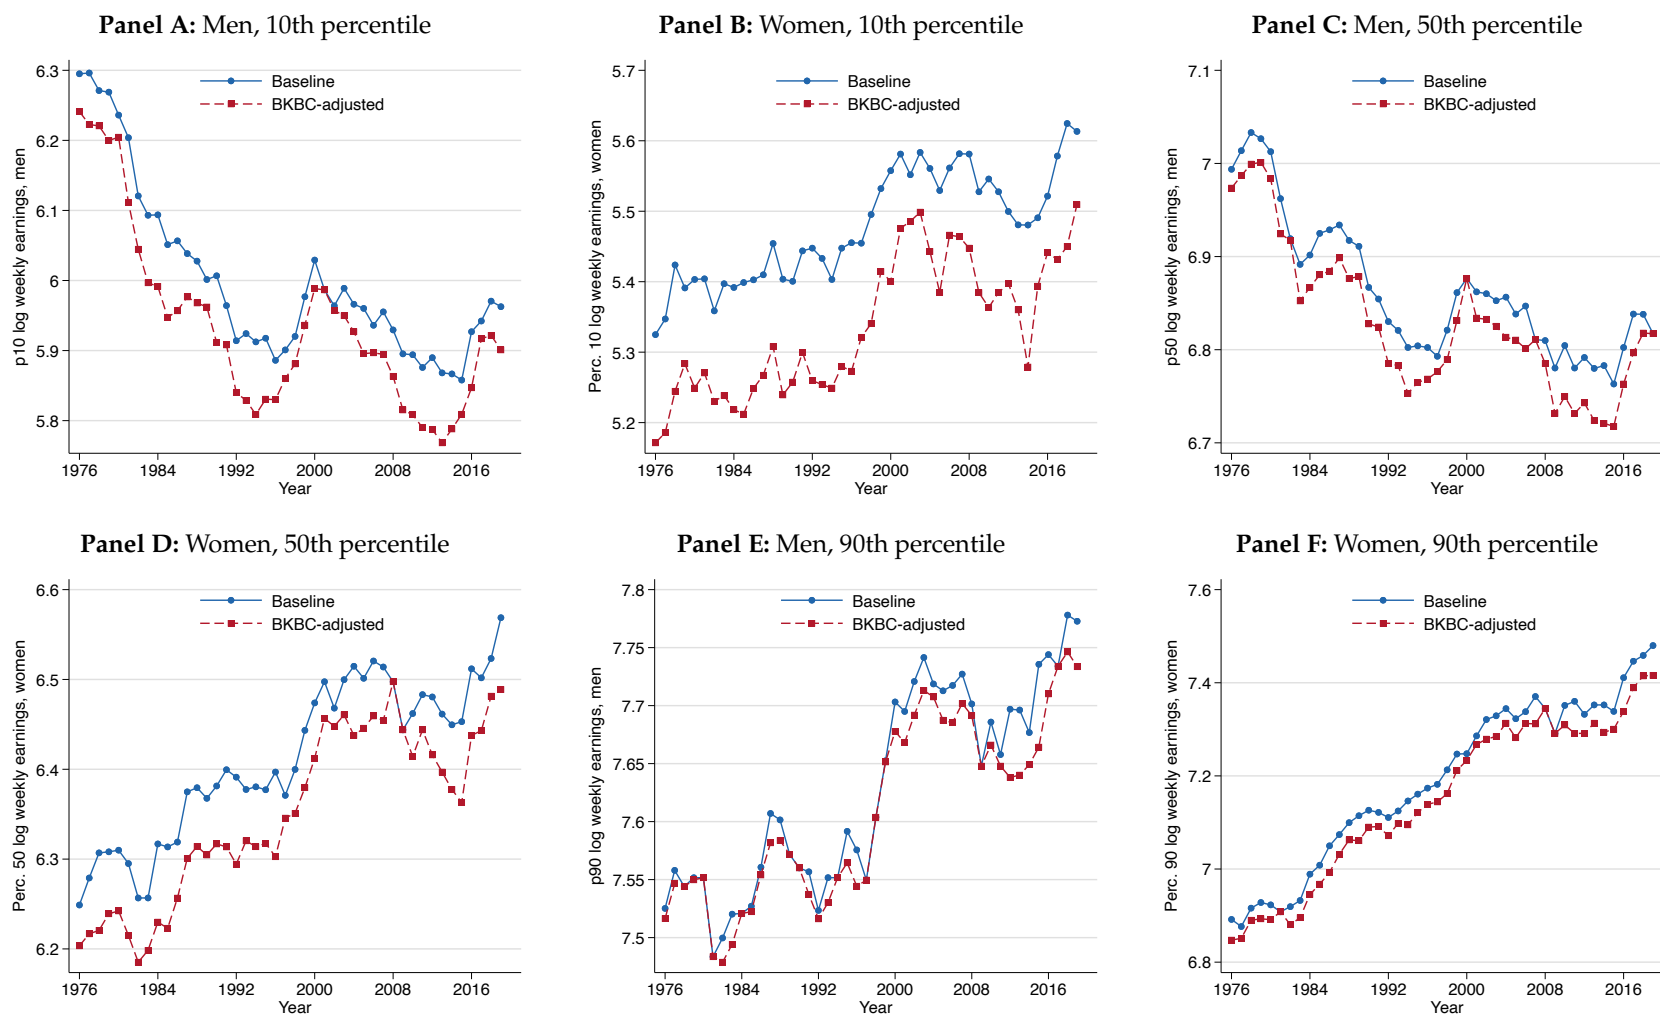 Panel A: Men, 10th percentile
6.3
6.2
6.1
6
5.9
5.8
p10 log weekly earnings, men
Baseline
BKBC-adjusted
1976 1984 1992 2000 2008 2016
Year
Panel B: Women, 10th percentile
5.7
5.6
5.5
5.4
5.3
5.2
Perc. 10 log weekly earnings, women
Baseline
BKBC-adjusted
1976 1984 1992 2000 2008 2016
Year
Panel C: Men, 50th percentile
7.1
7
6.9
6.8
6.7
p50 log weekly earnings, men
Baseline
BKBC-adjusted
1976 1984 1992 2000 2008 2016
Year
Panel D: Women, 50th percentile
6.6
6.5
6.4
6.3
6.2
Perc. 50 log weekly earnings, women
Baseline
BKBC-adjusted
1976 1984 1992 2000 2008 2016
Year
Panel E: Men, 90th percentile
7.8
7.75
7.7
7.65
7.6
7.55
7.5
p90 log weekly earnings, men
Baseline
BKBC-adjusted
1976 1984 1992 2000 2008 2016
Year
Panel F: Women, 90th percentile
7.6
7.4
7.2
7
6.8
Perc. 90 log weekly earnings, women
Baseline
BKBC-adjusted
1976 1984 1992 2000 2008 2016
Year